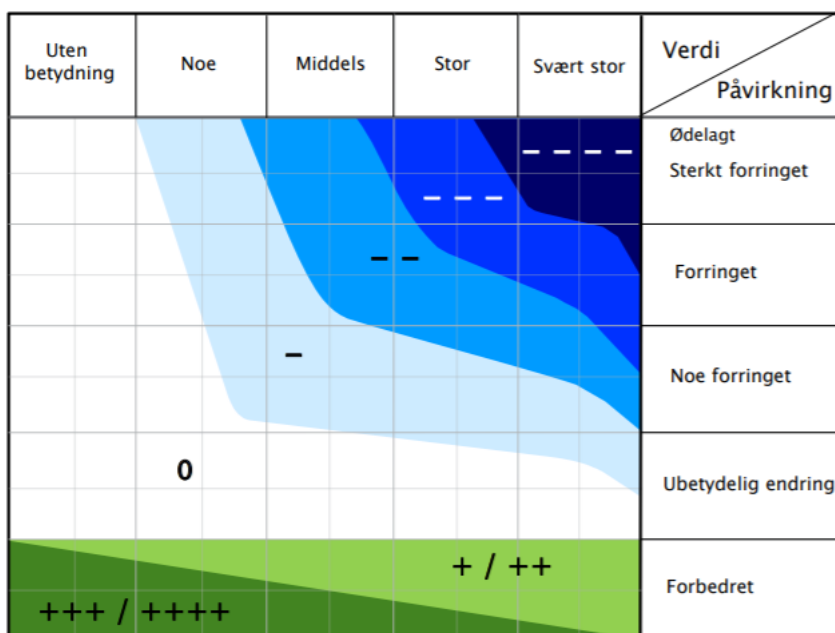 Uten
betydning
Noe
Middels
Stor
Svært stor
Verdi
Påvirkning
Ødelagt
Sterkt forringet
– – – –
– – –
– –
Forringet
–
Noe forringet
0
Ubetydelig endring
+ / ++
Forbedret
+++ / ++++